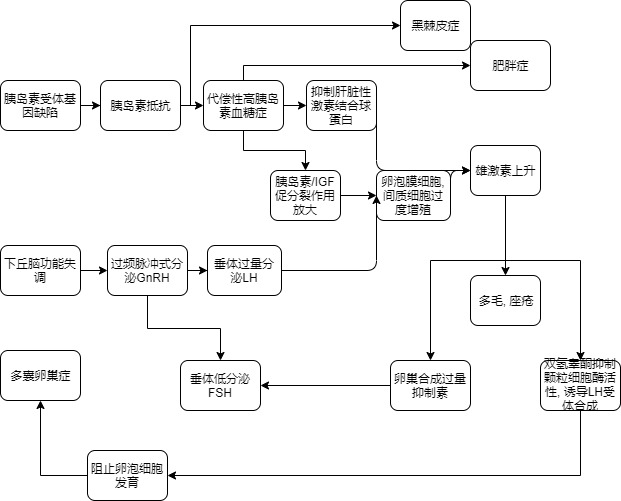 黑棘皮症
肥胖症
胰岛素受体基
因缺陷
胰岛素抵抗
代偿性高胰岛
素血糖症
抑制肝脏性
激素结合球
蛋白
胰岛素/IGF
促分裂作用
放大
卵泡膜细胞,
间质细胞过
度增殖
雄激素上升
下丘脑功能失
调
过频脉冲式分
泌GnRH
垂体过量分
泌LH
多毛, 痤疮
多囊卵巢症
垂体低分泌
FSH
卵巢合成过量
抑制素
双氢睾酮抑制
颗粒细胞酶活
性, 诱导LH受
体合成
阻止卵泡细胞
发育